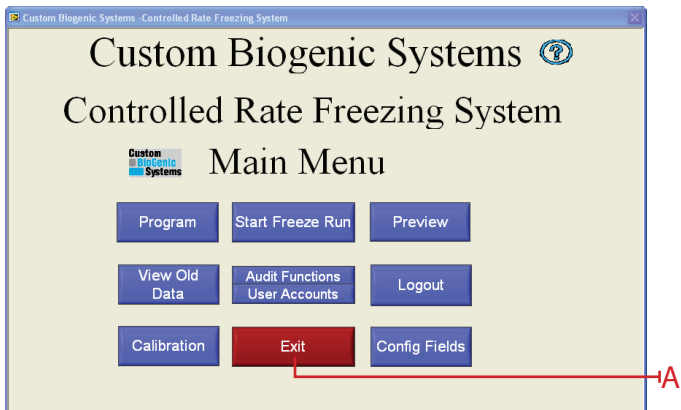 Custom Biogenic Systems -Controlled Rate Freezing System
Custom Biogenic Systems ?
Controlled Rate Freezing System
Custom
BioGenic
Systems
Main Menu
Program
Start Freeze Run
Preview
View Old
Data
Audit Functions
User Accounts
Logout
Calibration
Exit
Config Fields
A